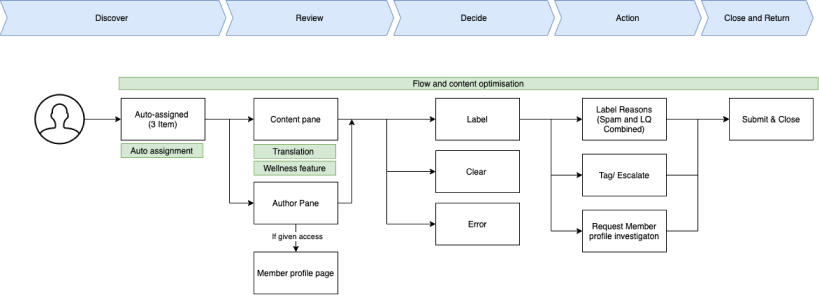 Discover
Review
Decide
Action
Close and Return
Flow and content optimisation
Auto-assigned
(3 Item)
Auto assignment
Content pane
Translation
Wellness feature
Author Pane
If given access
Member profile page
Label
Clear
Error
Label Reasons
(Spam and LQ
Combined)
Tag/ Escalate
Request Member
profile investigaton
Submit & Close